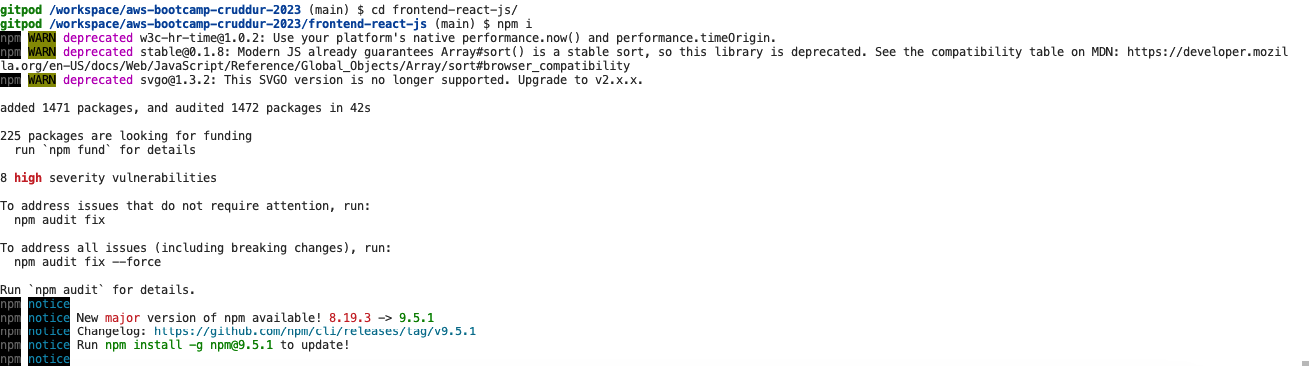 gitpod /workspace/aws-bootcamp-cruddur-2023 (main) $ cd frontend-react-js/
gitpod /workspace/aws-bootcamp-cruddur-2023/frontend-react-js (main) $ npm i
npm WARN deprecated w3c-hr-time@1.0.2: Use your platform's native performance.now() and performance.timeOrigin.
npm WARN deprecated stable@0.1.8: Modern JS already guarantees Array#sort() is a stable sort, so this library is deprecated. See the compatibility table on MDN: https://developer.mozil
la.org/en-US/docs/Web/JavaScript/Reference/Global_Objects/Array/sort#browser_compatibility
npm WARN deprecated svgo@1.3.2: This SVGO version is no longer supported. Upgrade to v2.x.x.
added 1471 packages, and audited 1472 packages in 42s
225 packages are looking for funding
  run `npm fund` for details
8 high severity vulnerabilities
To address issues that do not require attention, run:
  npm audit fix
To address all issues (including breaking changes), run:
  npm audit fix --force
Run `npm audit` for details.
npm notice
npm notice New major version of npm available! 8.19.3 -> 9.5.1
npm notice Changelog: https://github.com/npm/cli/releases/tag/v9.5.1
npm notice Run npm install -g npm@9.5.1 to update!
npm notice